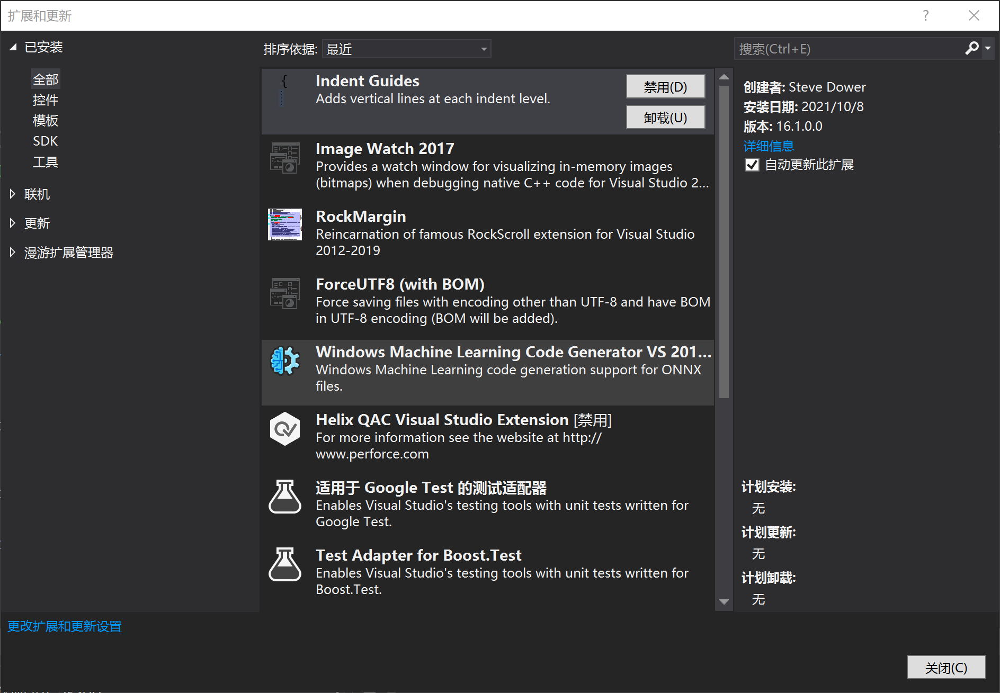 扩展和更新
?
已安装
全部
控件
模板
SDK
工具
联机
更新
漫游扩展管理器
排序依据: 最近
Indent Guides
Adds vertical lines at each indent level.
禁用(D)
卸载(U)
Image Watch 2017
Provides a watch window for visualizing in-memory images
(bitmaps) when debugging native C++ code for Visual Studio 2...
RockMargin
Reincarnation of famous RockScroll extension for Visual Studio
2012-2019
ForceUTF8 (with BOM)
Force saving files with encoding other than UTF-8 and have BOM
in UTF-8 encoding (BOM will be added).
Windows Machine Learning Code Generator VS 201...
Windows Machine Learning code generation support for ONNX
files.
Helix QAC Visual Studio Extension [禁用]
For more information see the website at http://
www.perforce.com
适用于 Google Test 的测试适配器
Enables Visual Studio's testing tools with unit tests written for
Google Test.
Test Adapter for Boost.Test
Enables Visual Studio's testing tools with unit tests written for
Boost.Test.
搜索(Ctrl+E)
创建者: Steve Dower
安装日期: 2021/10/8
版本: 16.1.0.0
详细信息
自动更新此扩展
计划安装:
无
计划更新:
无
计划卸载:
无
更改扩展和更新设置
关闭(C)